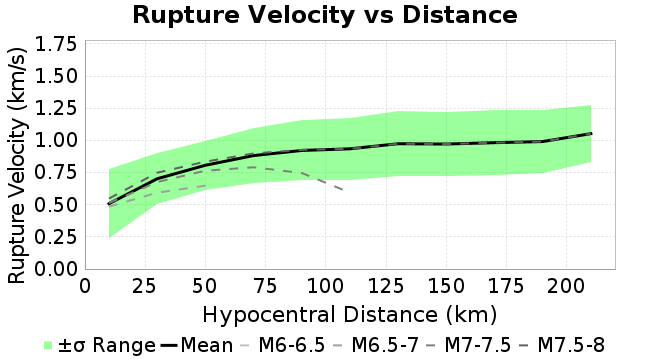 Rupture Velocity vs Distance
1.75
1.50
1.25
1.00
0.75
0.50
0.25
0.00
Rupture Velocity (km/s)
0 25 50 75 100 125 150 175 200
Hypocentral Distance (km)
±σ Range Mean M6-6.5 M6.5-7 M7-7.5 M7.5-8